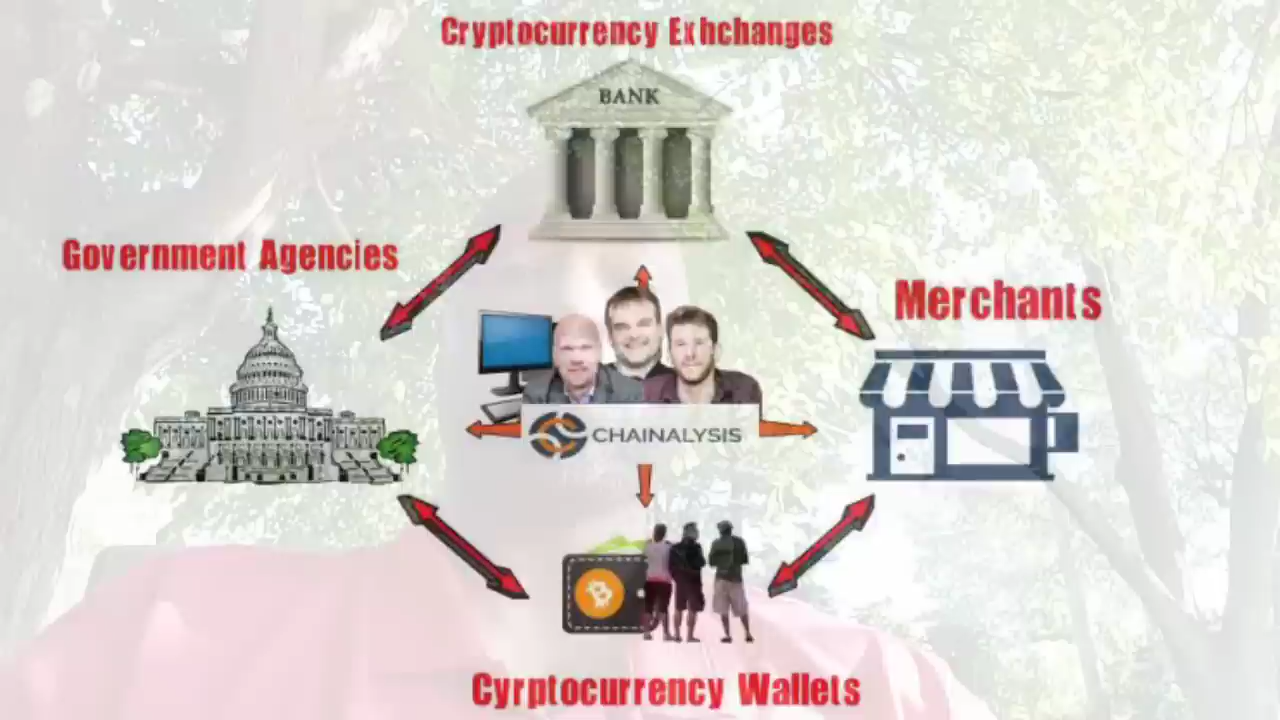 Cryptocurrency Exhchanges
BANK
Government Agencies
Merchants
CHAINALYSIS
Cyrptocurrency Wallets